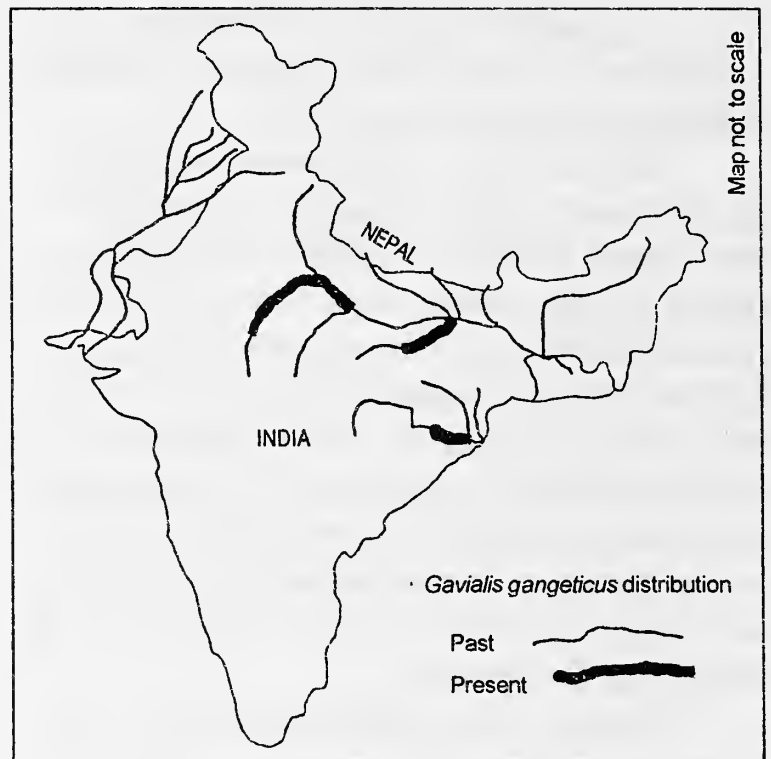 Map not to scale
NEPAL
INDIA
Gavialis gangeticus distribution
Past
Present